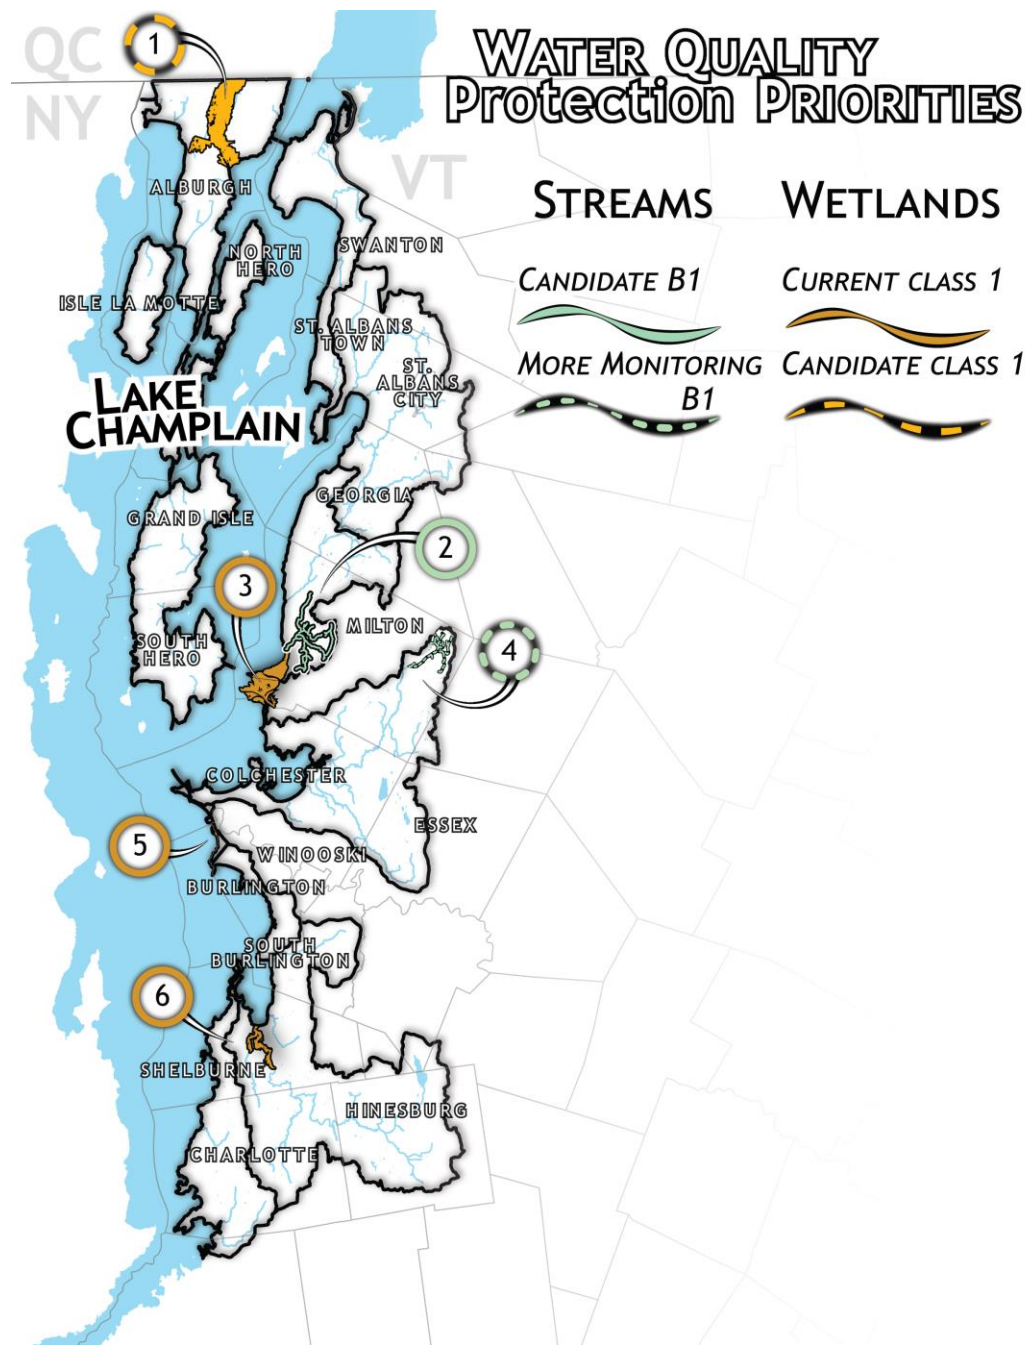 QC
1
WATER QUALITY
Protection PRIORITIES
NY
VT
STREAMS
WETLANDS
CANDIDATE B1
CURRENT CLASS 1
MORE MONITORING
B1
CANDIDATE CLASS 1
ALBURGH
NORTH
HERO
SWANTON
ISLE LA MOTTE
ST. ALBANS
TOWN
ST.
ALBANS
CITY
LAKE
CHAMPLAIN
GEORGIA
GRAND ISLE
2
3
MILTON
4
SOUTH
HERO
COLCHESTER
ESSEX
5
WINOOSKI
BURLINGTON
SOUTH
BURLINGTON
6
SHELBURNE
HINESBURG
CHARLOTTE